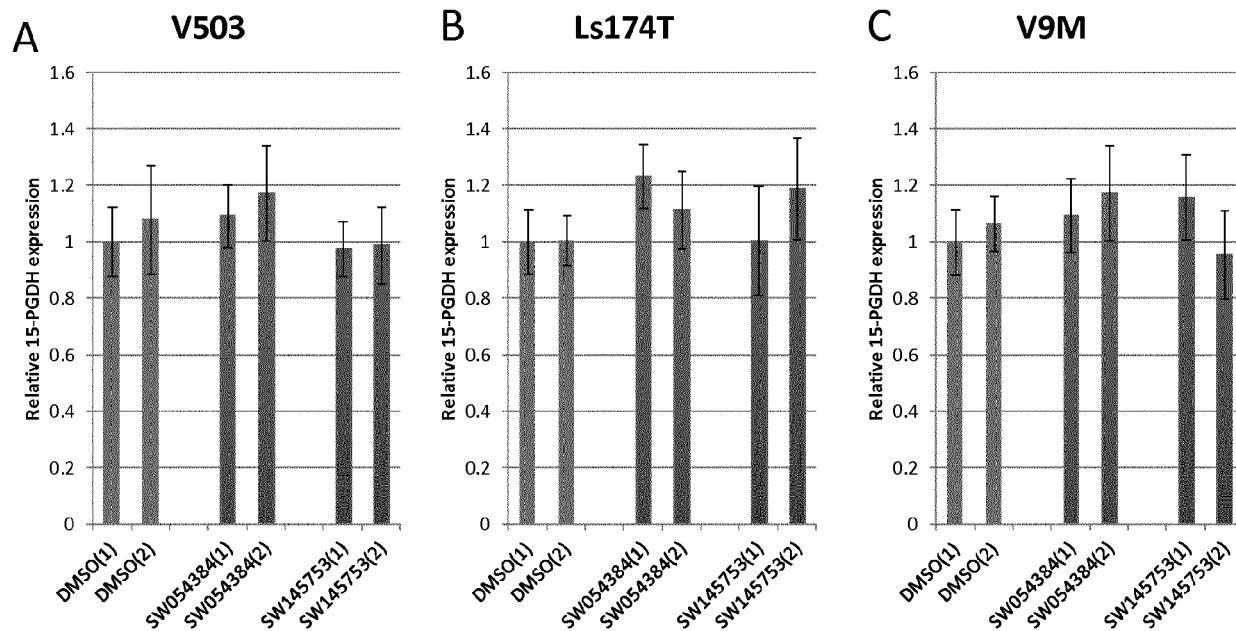 A
V503
Relative 15-PGDH expression
1.6
1.4
1.2
1
0.8
0.6
0.4
0.2
0
DMSO(1)
DMSO(2)
SW054384(1)
SW054384(2)
SW145753(1)
SW145753(2)
B
Ls174T
Relative 15-PGDH expression
1.6
1.4
1.2
1
0.8
0.6
0.4
0.2
0
DMSO(1)
DMSO(2)
SW054384(1)
SW054384(2)
SW145753(1)
SW145753(2)
C
V9M
Relative 15-PGDH expression
1.6
1.4
1.2
1
0.8
0.6
0.4
0.2
0
DMSO(1)
DMSO(2)
SW054384(1)
SW054384(2)
SW145753(1)
SW145753(2)